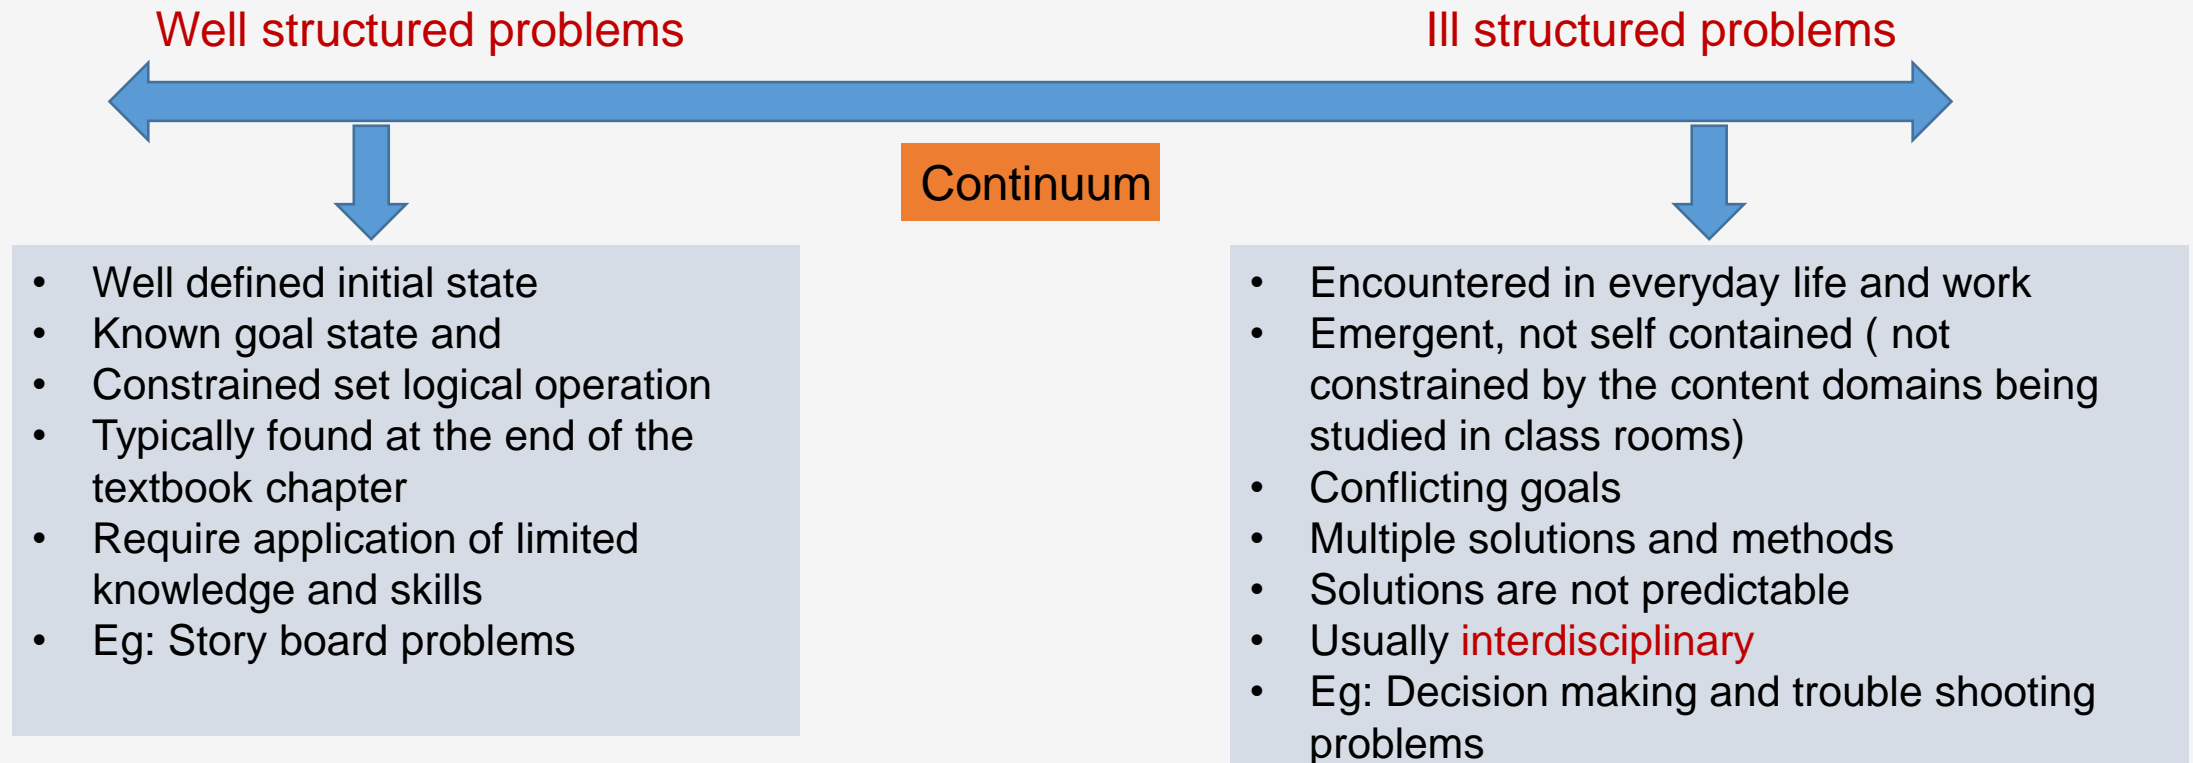 Well structured problems
Ill structured problems
Continuum
• Well defined initial state
• Known goal state and
• Constrained set logical operation
• Typically found at the end of the
textbook chapter
• Require application of limited
knowledge and skills
• Eg: Story board problems
• Encountered in everyday life and work
• Emergent, not self contained ( not
constrained by the content domains being
studied in class rooms)
• Conflicting goals
• Multiple solutions and methods
• Solutions are not predictable
• Usually interdisciplinary
• Eg: Decision making and trouble shooting
problems